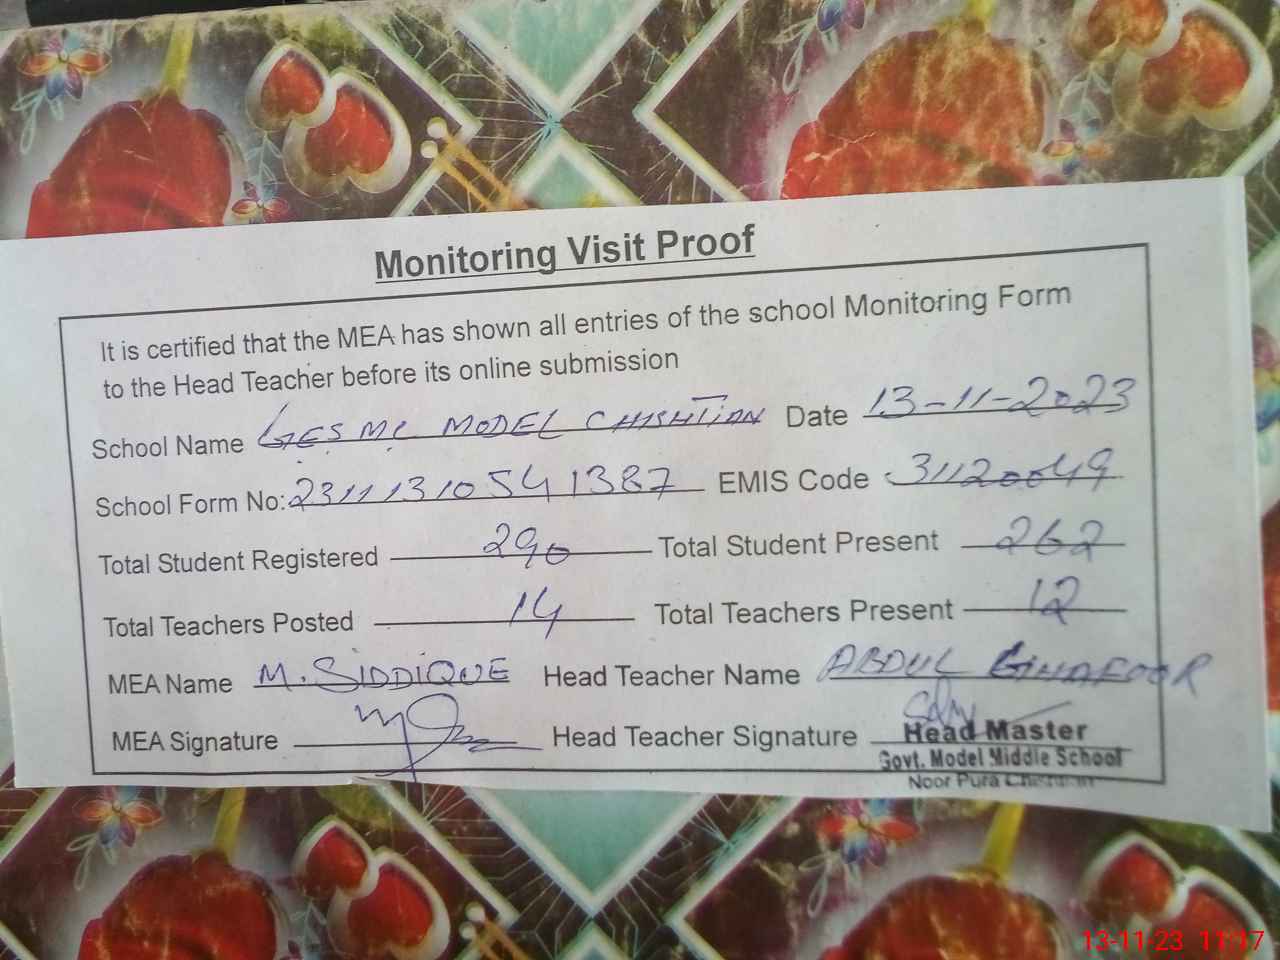 Monitoring Visit Proof
It is certified that the MEA has shown all entries of the school Monitoring Form
to the Head Teacher before its online submission
School Name GES MC MODEL CHISHTIAN Date 13-11-2023
School Form No: 23111310541387 EMIS Code 31120049
Total Student Registered 290 Total Student Present 262
Total Teachers Posted 14 Total Teachers Present 12
MEA Name M. SIDDIQUE Head Teacher Name ABDUL GHAFOOR
MEA Signature Head Teacher Signature
Head Master
Govt. Model Middle School
Noor Pura
13-11-23 11:17